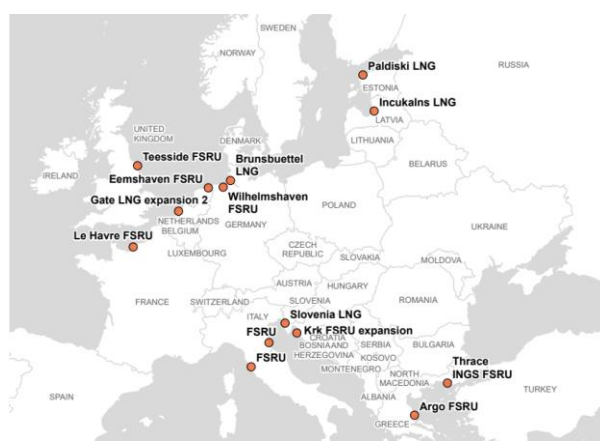 SWEDEN
NORWAY
Paldiski LNG
RUSSIA
ESTONIA
Incukalns LNG
LATVIA
UNITED
KINGDOM
DENMARK
LITHUANIA
Teesside FSRU
Brunsbuettel
LNG
BELARUS
IRELAND
Eemshaven FSRU
Wilhelmshaven
FSRU
Gate LNG expansion 2
POLAND
NETHERLANDS
BELGIUM
GERMANY
Le Havre FSRU
UKRAINE
LUXEMBOURG
CZECH
REPUBLIC
SLOVAKIA
MOLDOVA
AUSTRIA
HUNGARY
FRANCE
SWITZERLAND
SLOVENIA
ROMANIA
ITALY
Slovenia LNG
FSRU
Krk FSRU expansion
CROATIA
BOSNIA AND
HERZEGOVINA
SERBIA
BULGARIA
FSRU
KOSOVO
MONTENEGRO
Thrace
INGS FSRU
NORTH
MACEDONIA
SPAIN
ALBANIA
TURKEY
Argo FSRU
GREECE